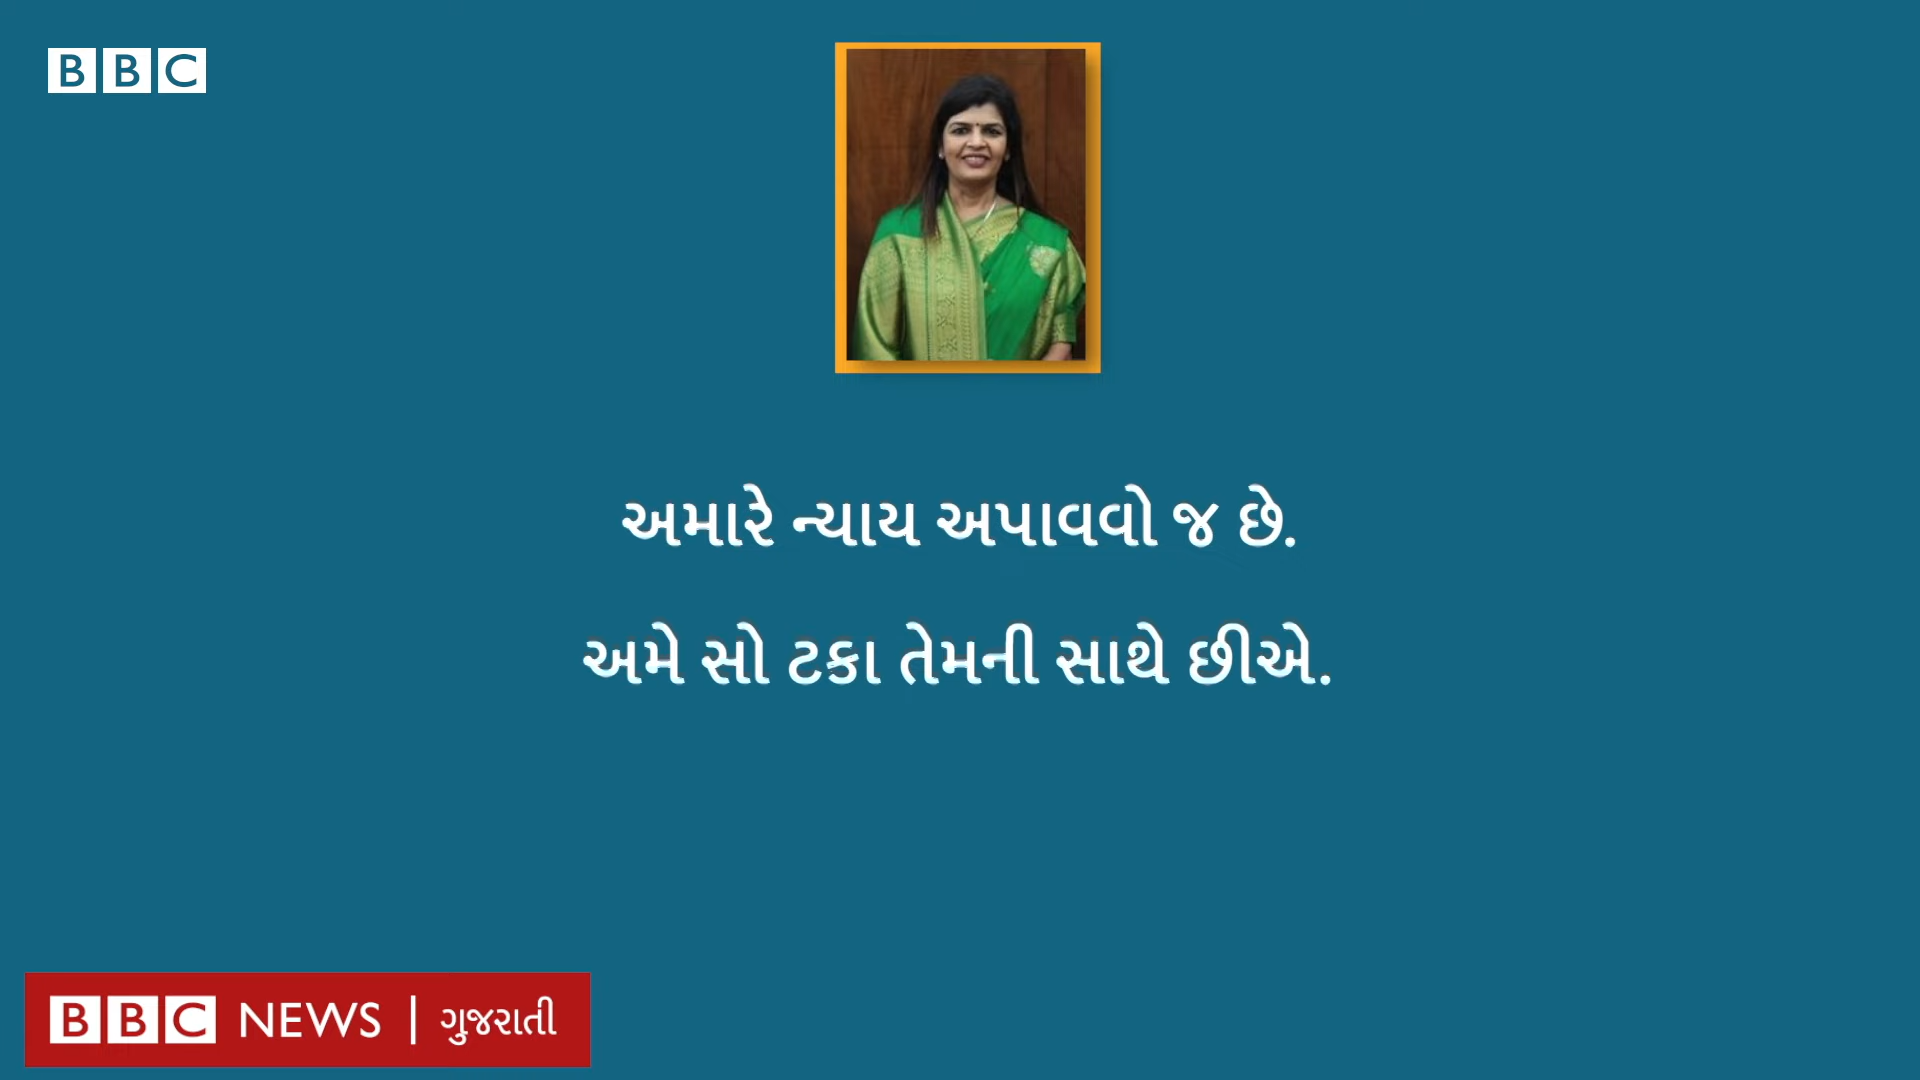 BBC
અમારે ન્યાય અપાવવો જ છે.
અમે સો ટકા તેમની સાથે છીએ.
BBC NEWS | ગુજરાતી